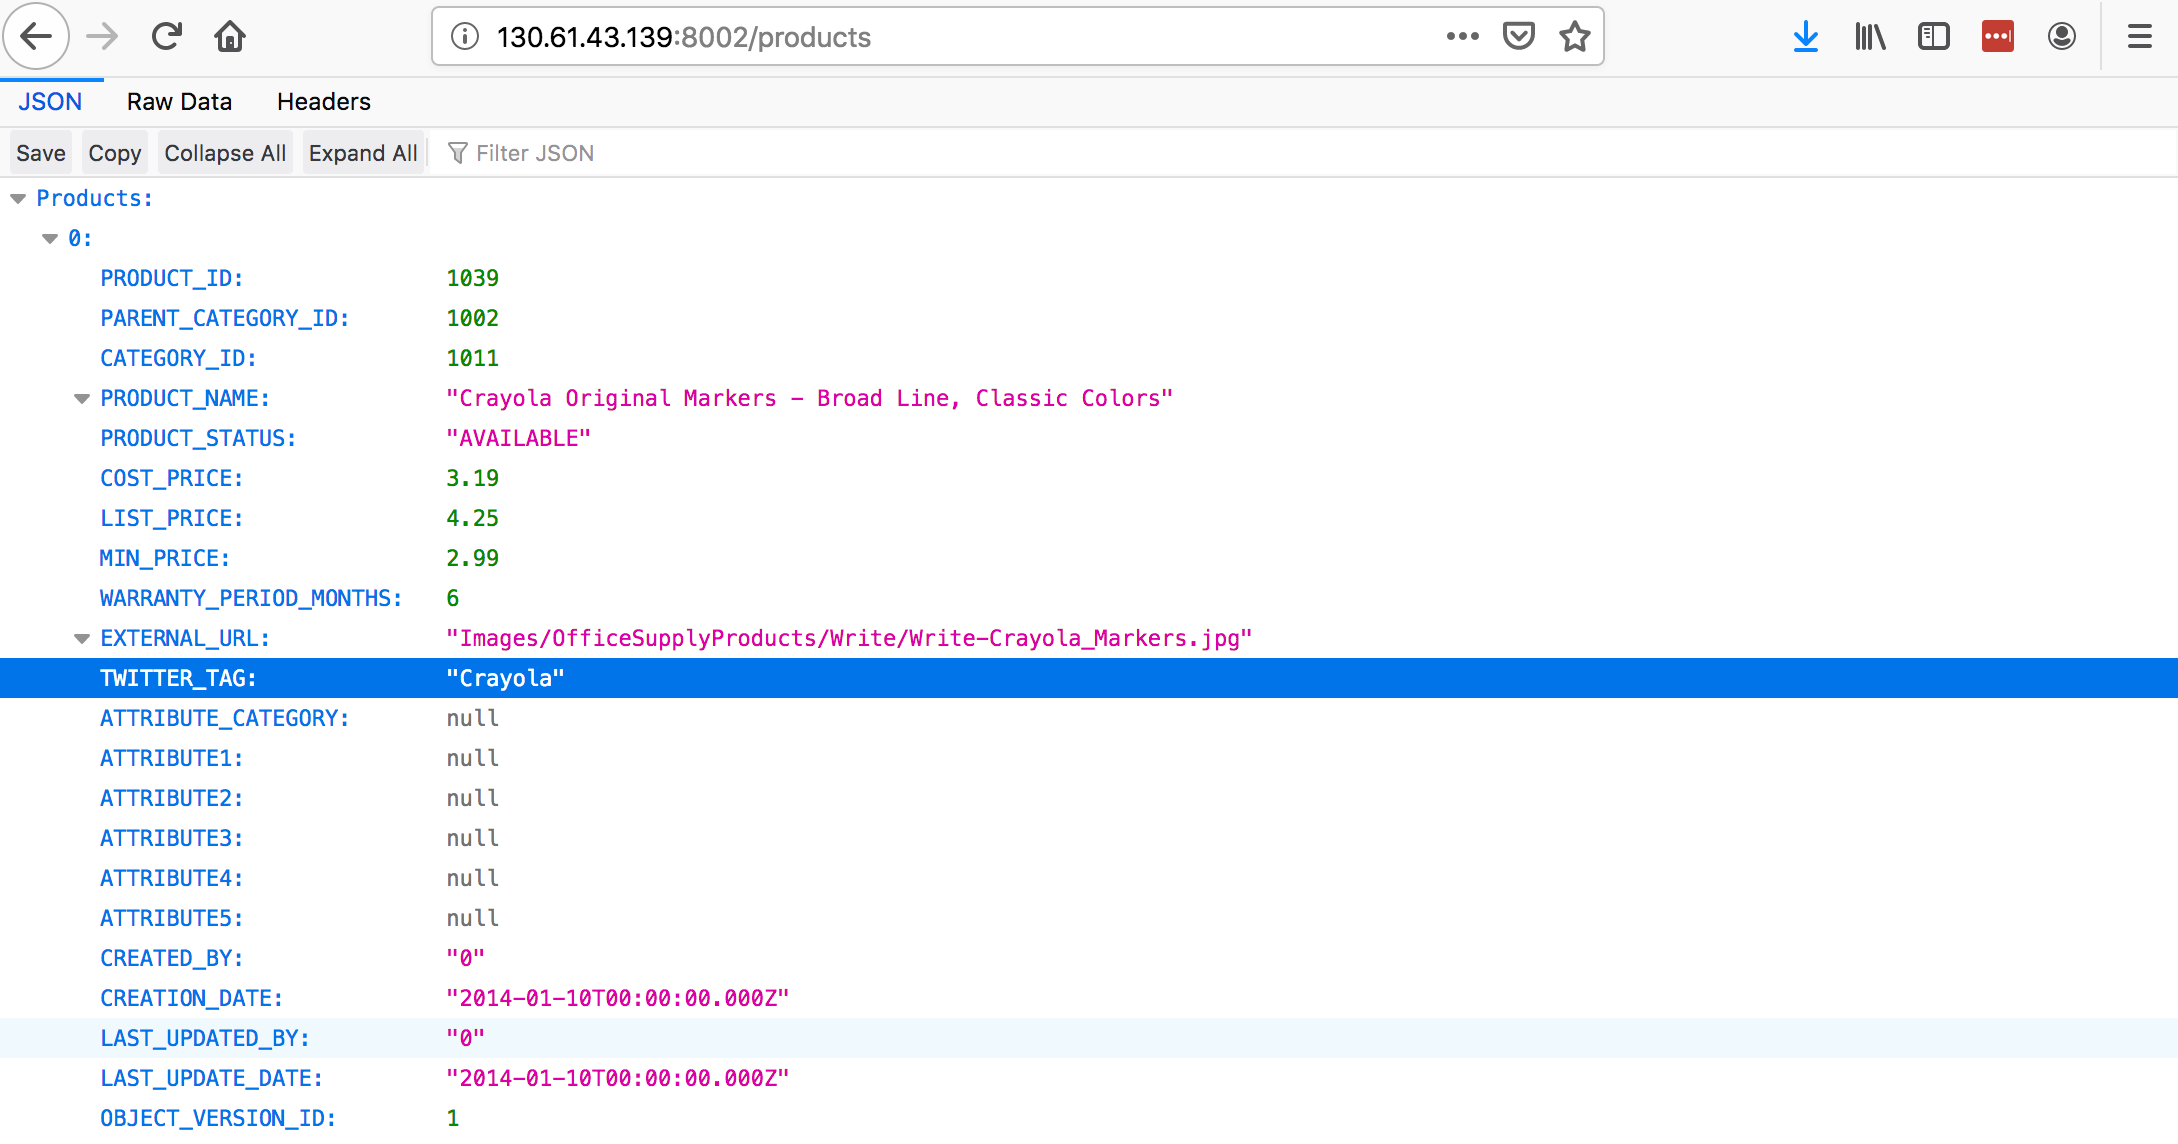 130.61.43.139:8002/products
JSON Raw Data Headers
Save Copy Collapse All Expand All Filter JSON
Products:
0:
PRODUCT_ID: 1039
PARENT_CATEGORY_ID: 1002
CATEGORY_ID: 1011
PRODUCT_NAME: "Crayola Original Markers - Broad Line, Classic Colors"
PRODUCT_STATUS: "AVAILABLE"
COST_PRICE: 3.19
LIST_PRICE: 4.25
MIN_PRICE: 2.99
WARRANTY_PERIOD_MONTHS: 6
EXTERNAL_URL: "Images/OfficeSupplyProducts/Write/Write-Crayola_Markers.jpg"
TWITTER_TAG: "Crayola"
ATTRIBUTE_CATEGORY: null
ATTRIBUTE1: null
ATTRIBUTE2: null
ATTRIBUTE3: null
ATTRIBUTE4: null
ATTRIBUTE5: null
CREATED_BY: "0"
CREATION_DATE: "2014-01-10T00:00:00.000Z"
LAST_UPDATED_BY: "0"
LAST_UPDATE_DATE: "2014-01-10T00:00:00.000Z"
OBJECT_VERSION_ID: 1